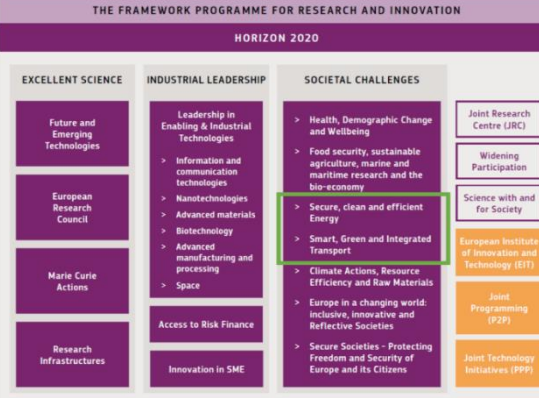 THE FRAMEWORK PROGRAMME FOR RESEARCH AND INNOVATION
HORIZON 2020
EXCELLENT SCIENCE
Future and
Emerging
Technologies
European
Research
Council
Marie Curie
Actions
Research
Infrastructures
INDUSTRIAL LEADERSHIP
Leadership in
Enabling & Industrial
Technologies
> Information and
communication
technologies
> Nanotechnologies
> Advanced materials
> Biotechnology
> Advanced
manufacturing and
processing
> Space
Access to Risk Finance
Innovation in SME
SOCIETAL CHALLENGES
> Health, Demographic Change
and Wellbeing
> Food security, sustainable
agriculture, marine and
maritime research and the
bio-economy
> Secure, clean and efficient
Energy
> Smart, Green and Integrated
Transport
> Climate Actions, Resource
Efficiency and Raw Materials
> Europe in a changing world:
inclusive, innovative and
Reflective Societies
> Secure Societies - Protecting
Freedom and Security of
Europe and its Citizens
Joint Research
Centre (JRC)
Widening
Participation
Science with and
for Society
European Institute
of Innovation and
Technology (EIT)
Joint
Programming
(P2P)
Joint Technology
Initiatives (PPP)